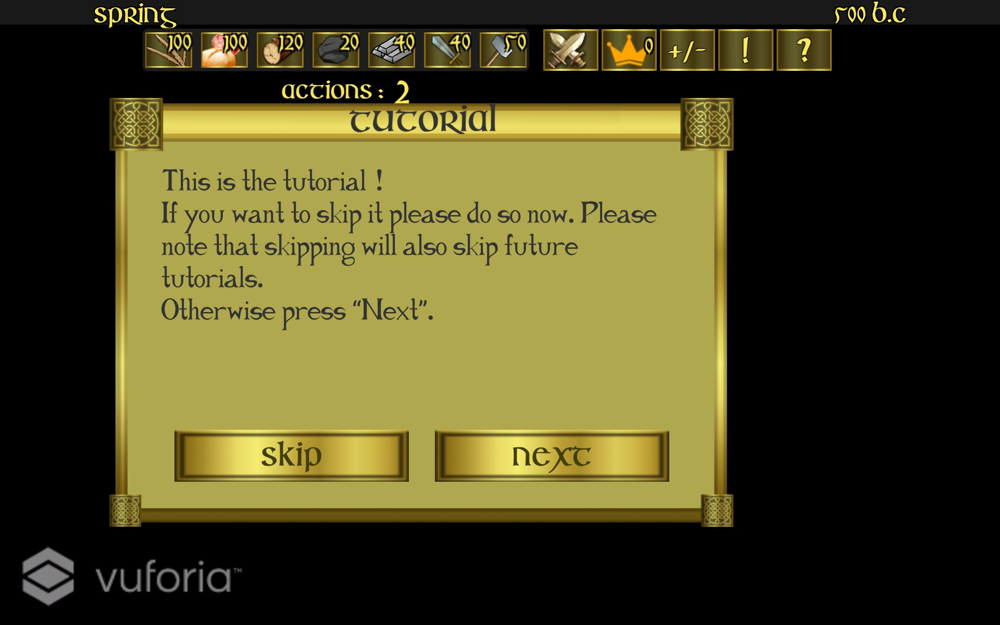 spring
500 b.c
100 100 120 20 40 40 50 0 +/- ! ?
actions : 2
tutorial
This is the tutorial !
If you want to skip it please do so now. Please
note that skipping will also skip future
tutorials.
Otherwise press “Next”.
skip
next
vuforia™